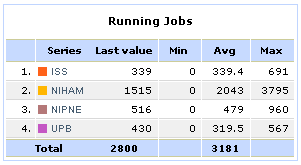 Running Jobs
Series Last value Min Avg Max
1. ISS 339 0 339.4 691
2. NIHAM 1515 0 2043 3795
3. NIPNE 516 0 479 960
4. UPB 430 0 319.5 567
Total 2800 3181